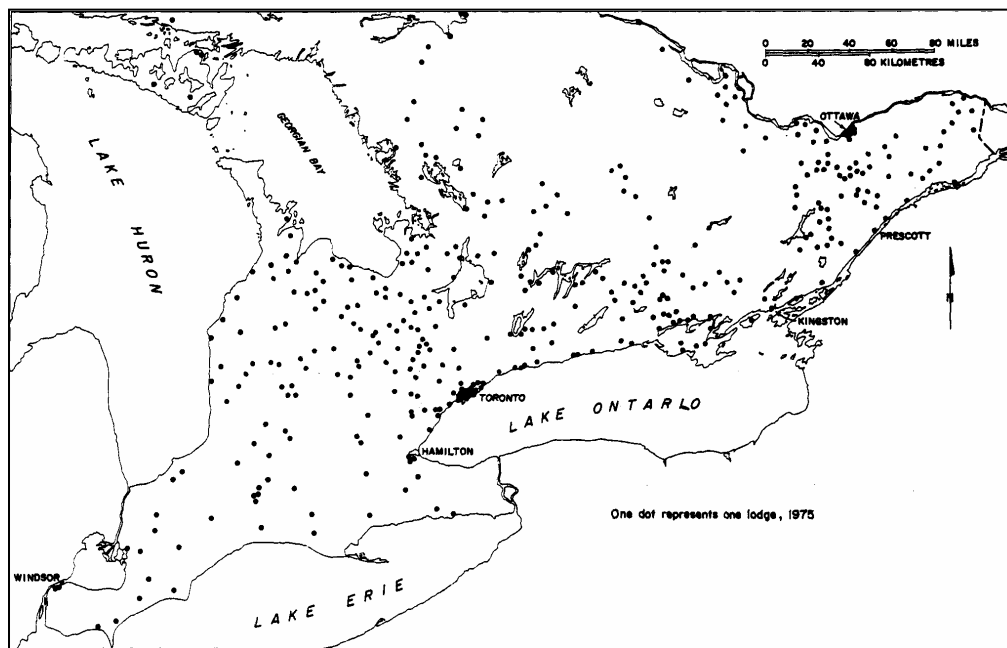 0 20 40 80 MILES
0 40 80 KILOMETRES
OTTAWA
GEORGIAN BAY
LAKE HURON
PRESCOTT
N
KINGSTON
TORONTO
LAKE ONTARIO
HAMILTON
One dot represents one lodge, 1975
WINDSOR
LAKE ERIE